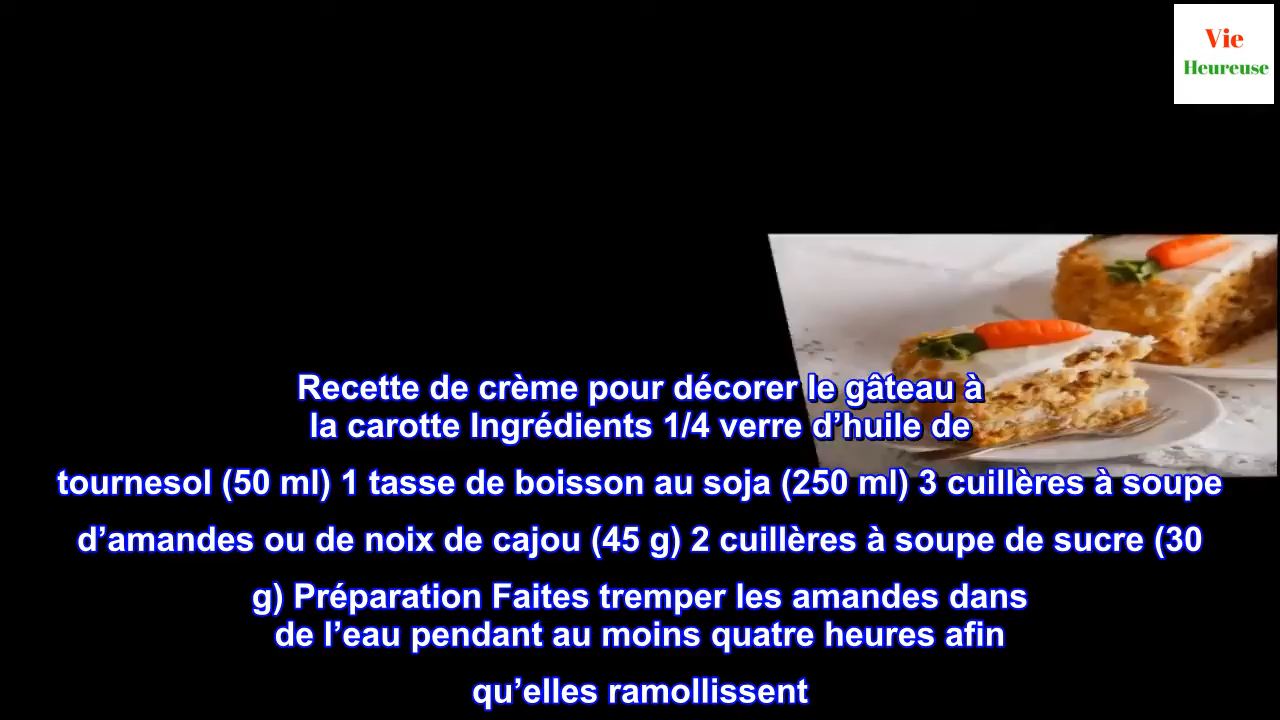 Vie
Heureuse
Recette de crème pour décorer le gâteau à
la carotte Ingrédients 1/4 verre d’huile de
tournesol (50 ml) 1 tasse de boisson au soja (250 ml) 3 cuillères à soupe
d’amandes ou de noix de cajou (45 g) 2 cuillères à soupe de sucre (30
g) Préparation Faites tremper les amandes dans
de l’eau pendant au moins quatre heures afin
qu’elles ramollissent